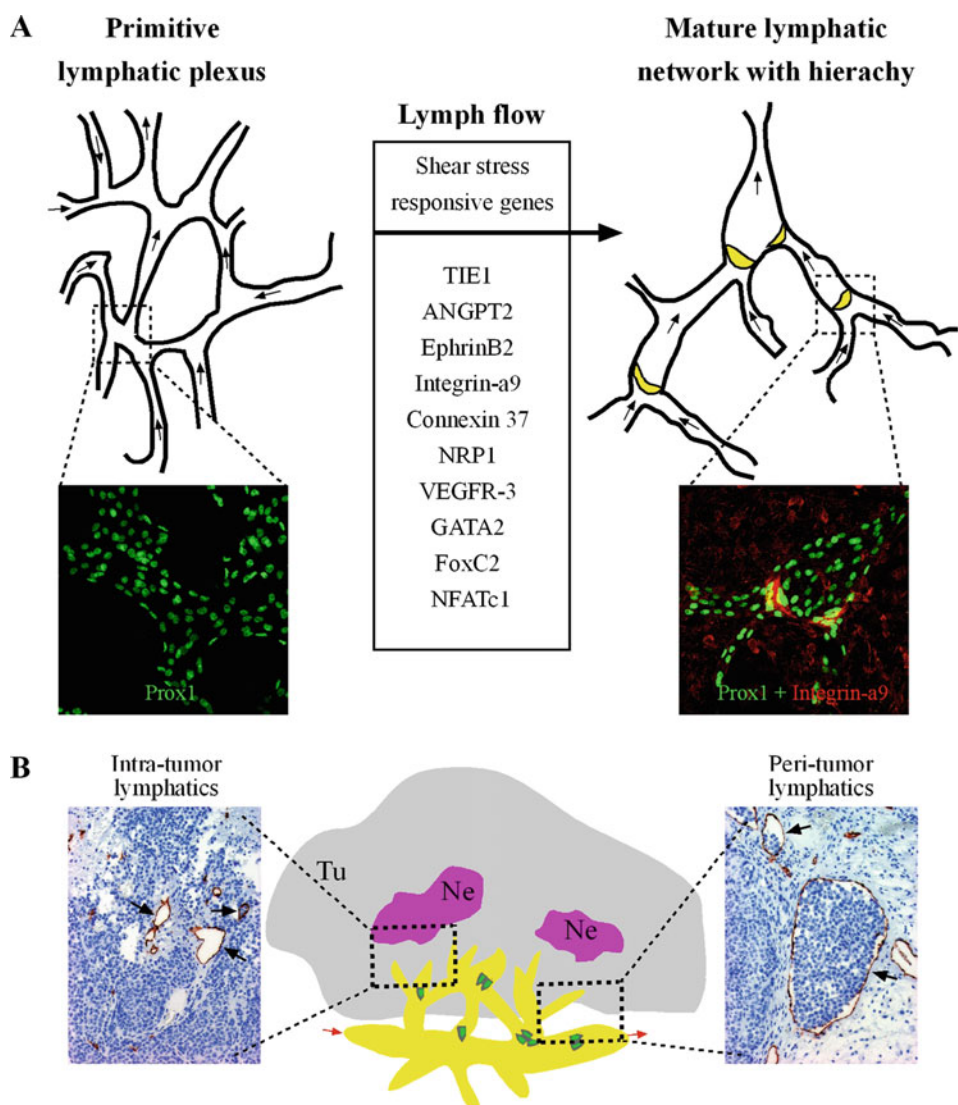 A
Primitive
lymphatic plexus
Mature lymphatic
network with hierachy
Lymph flow
Shear stress
responsive genes
TIE1
ANGPT2
EphrinB2
Integrin-a9
Connexin 37
NRP1
VEGFR-3
GATA2
FoxC2
NFATc1
Prox1
Prox1 + Integrin-a9
B
Intra-tumor
lymphatics
Peri-tumor
lymphatics
Tu
Ne
Ne